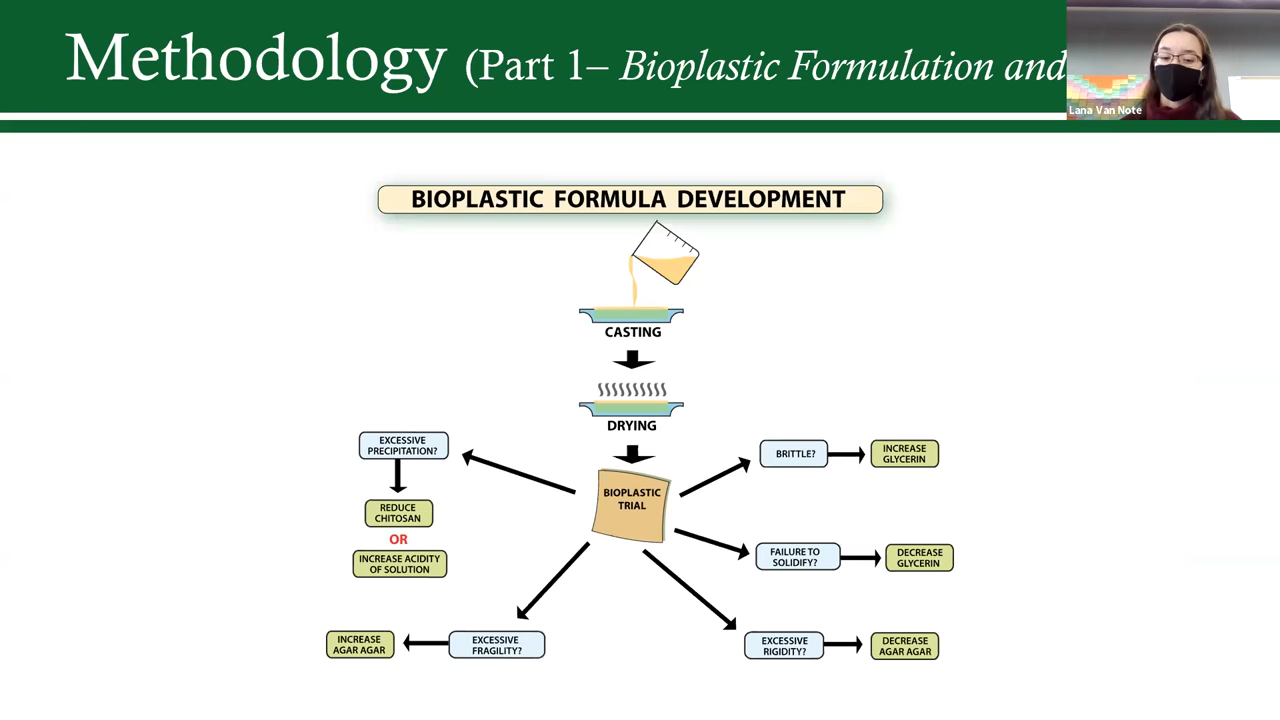 Methodology (Part 1– Bioplastic Formulation and
Lana Van Note
BIOPLASTIC FORMULA DEVELOPMENT
CASTING
DRYING
BIOPLASTIC
TRIAL
EXCESSIVE
PRECIPITATION?
REDUCE
CHITOSAN
OR
INCREASE ACIDITY
OF SOLUTION
BRITTLE?
INCREASE
GLYCERIN
FAILURE TO
SOLIDIFY?
DECREASE
GLYCERIN
INCREASE
AGAR AGAR
EXCESSIVE
FRAGILITY?
EXCESSIVE
RIGIDITY?
DECREASE
AGAR AGAR